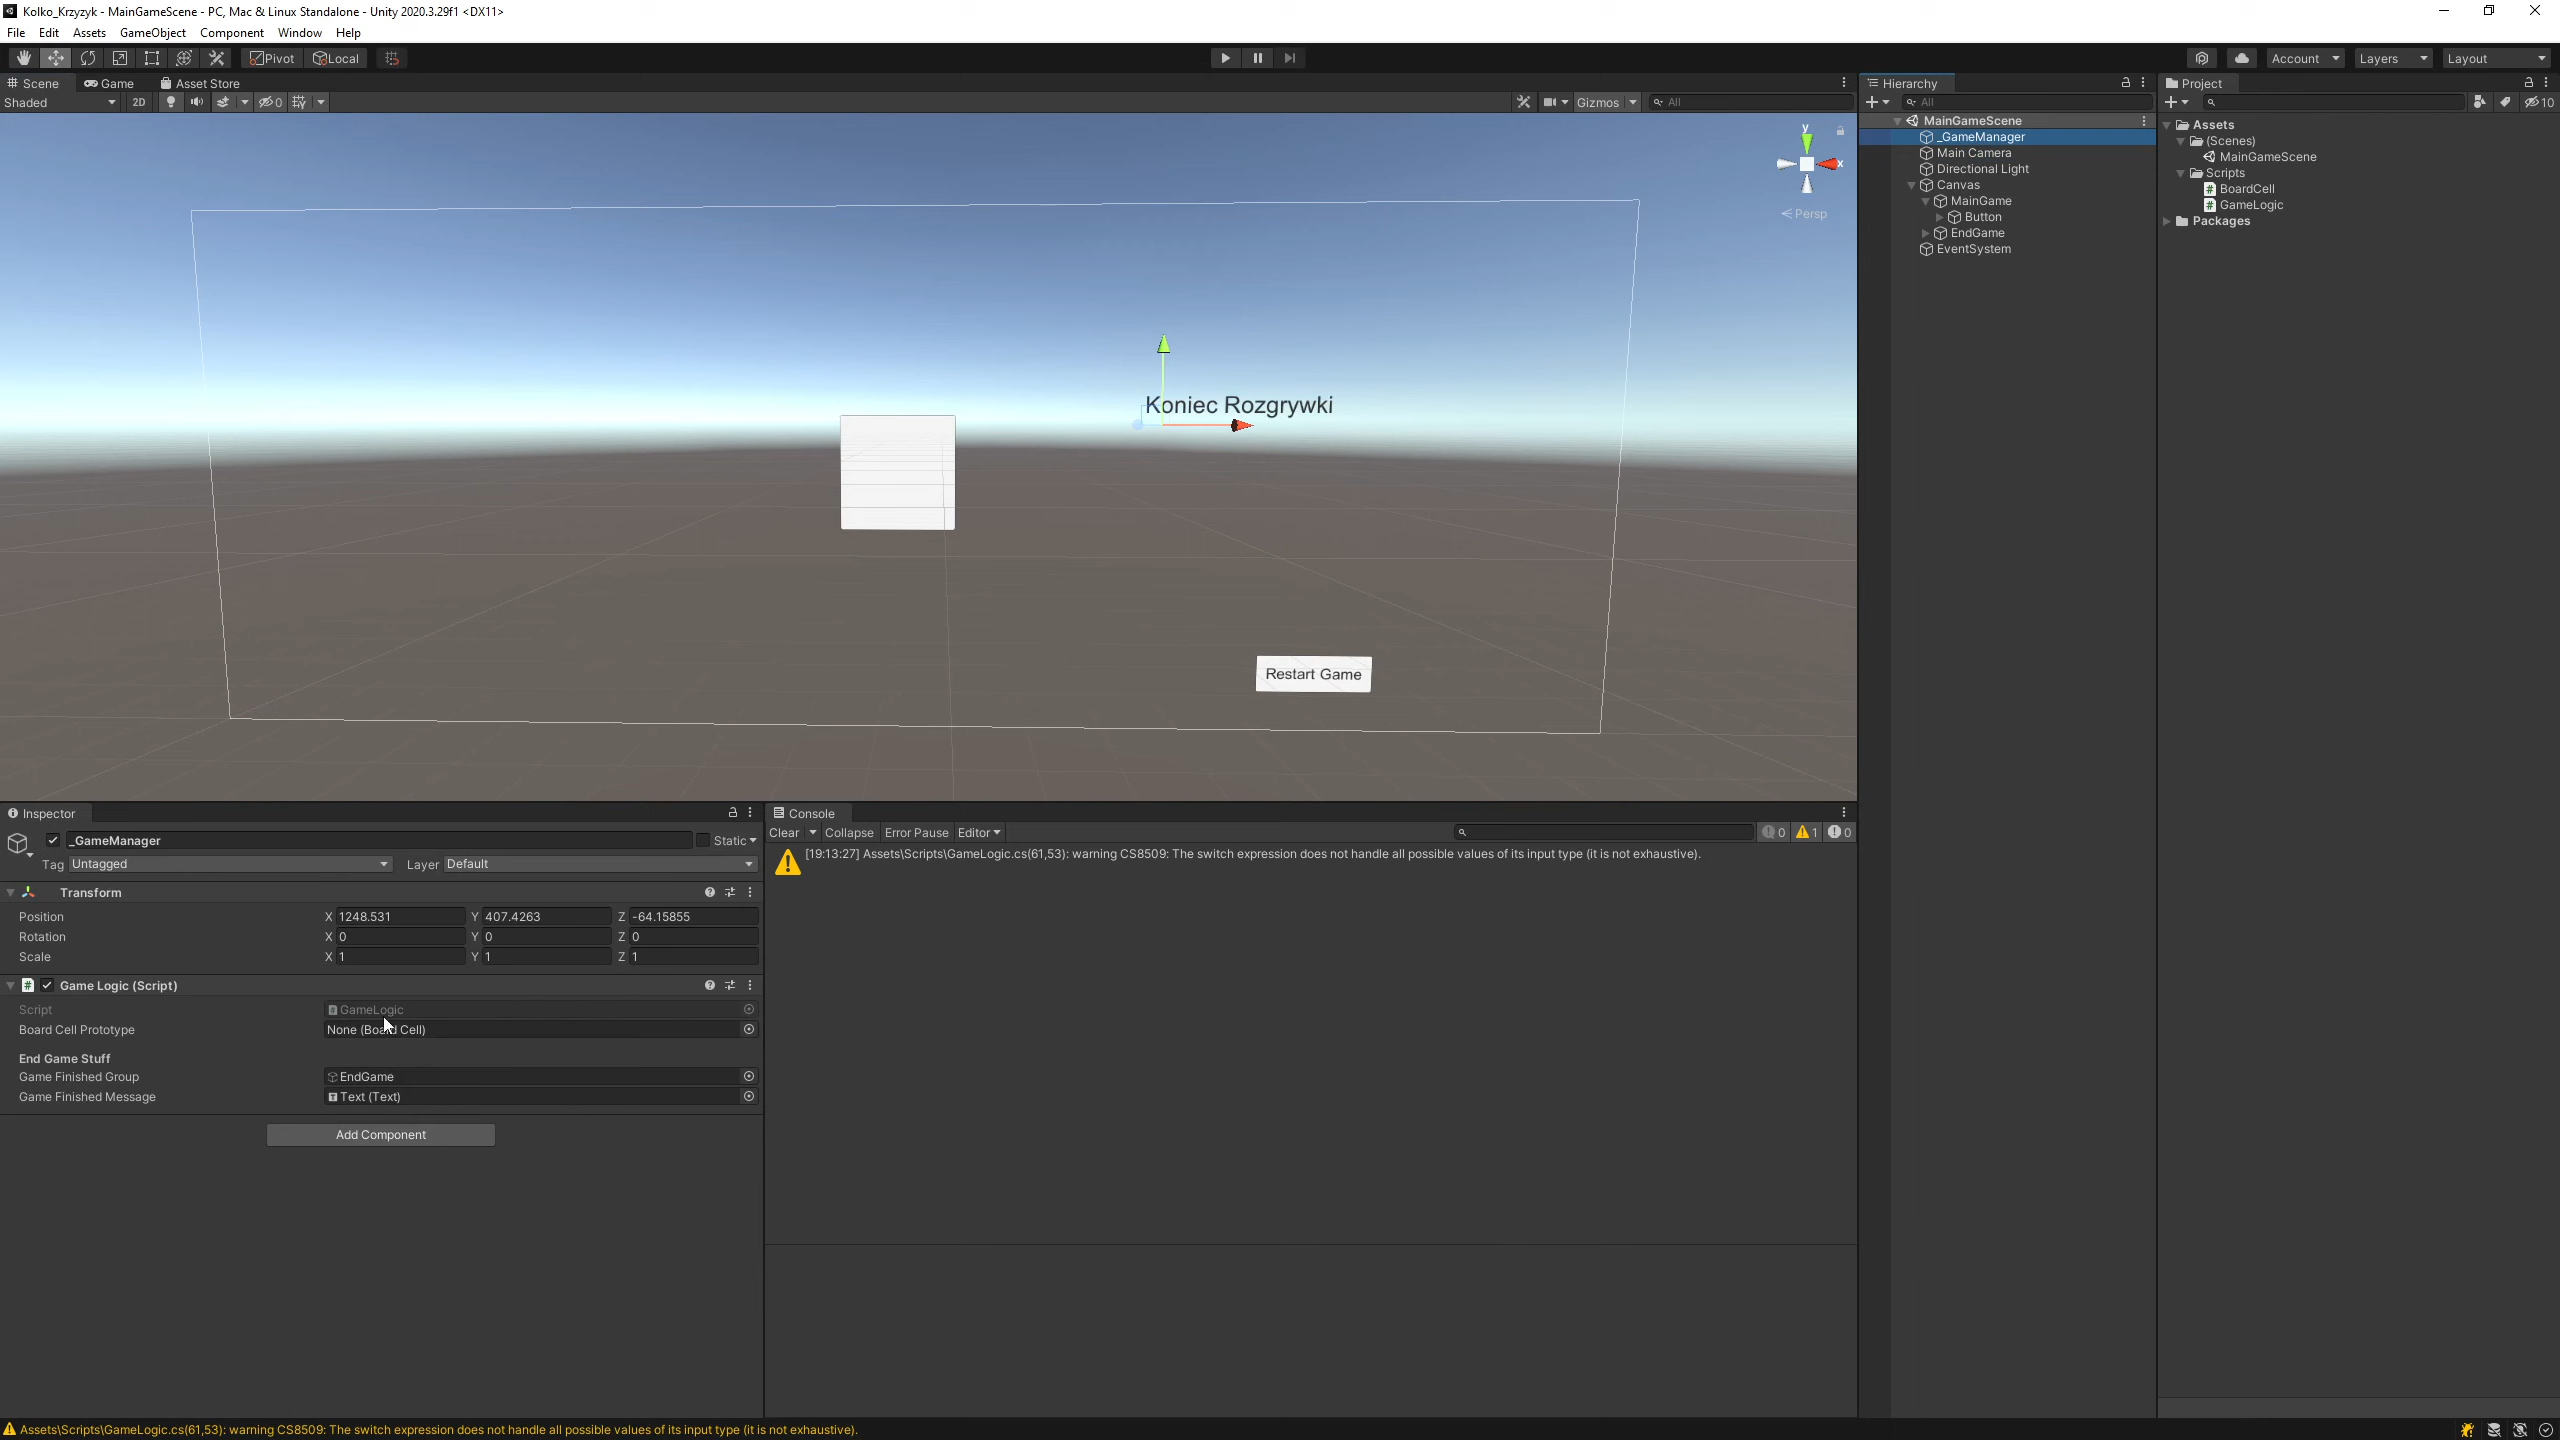 Kolko_Krzyzyk - MainGameScene - PC, Mac & Linux Standalone - Unity 2020.3.29f1 <DX11>
File Edit Assets GameObject Component Window Help
Pivot Local Account Layers Layout
Scene Game Asset Store
Shaded 2D 0 Gizmos All
y
x
Persp
Koniec Rozgrywki
Restart Game
Hierarchy
All
MainGameScene
_GameManager
Main Camera
Directional Light
Canvas
MainGame
Button
EndGame
EventSystem
Project
10
Assets
(Scenes)
MainGameScene
Scripts
BoardCell
GameLogic
Packages
Inspector
_GameManager Static
Tag Untagged Layer Default
Transform
Position X 1248.531 Y 407.4263 Z -64.15855
Rotation X 0 Y 0 Z 0
Scale X 1 Y 1 Z 1
Game Logic (Script)
Script GameLogic
Board Cell Prototype None (Board Cell)
End Game Stuff
Game Finished Group EndGame
Game Finished Message Text (Text)
Add Component
Console
Clear Collapse Error Pause Editor 0 1 0
[19:13:27] Assets\Scripts\GameLogic.cs(61,53): warning CS8509: The switch expression does not handle all possible values of its input type (it is not exhaustive).
Assets\Scripts\GameLogic.cs(61,53): warning CS8509: The switch expression does not handle all possible values of its input type (it is not exhaustive).